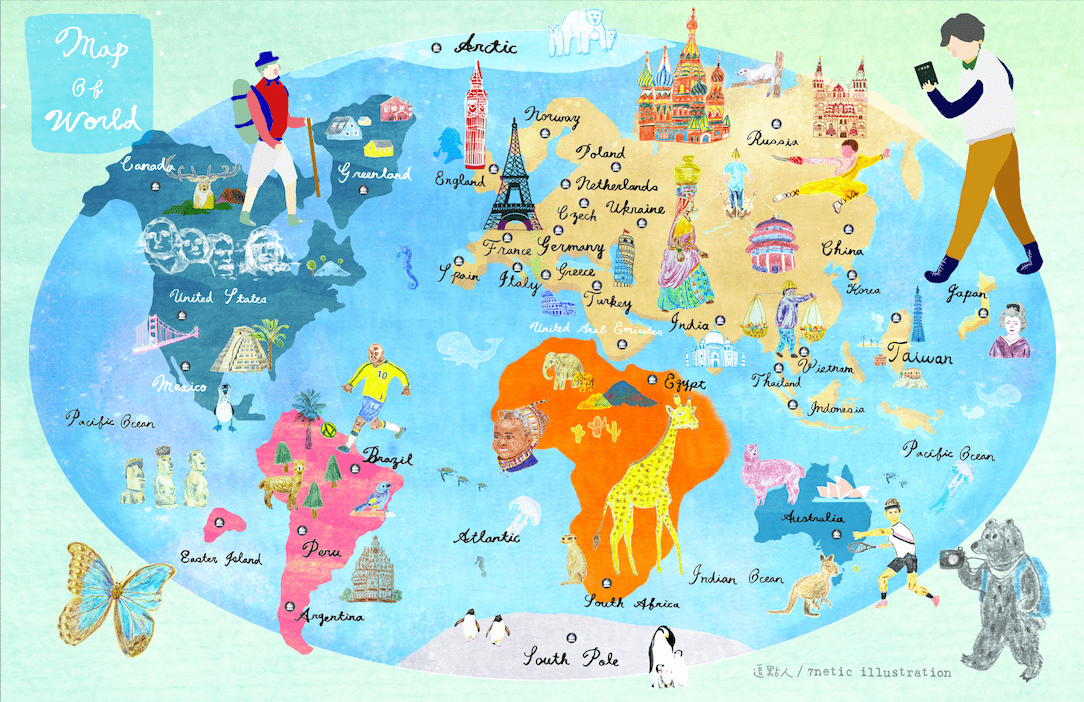 Map
Of
World
Arctic
Norway
Russia
Canada
Greenland
England
Poland
Netherlands
Czech
Ukraine
France
Germany
China
Spain
Italy
Greece
Turkey
Korea
Japan
United States
United Arab Emirates
India
Taiwan
Mexico
Vietnam
Thailand
Egypt
Indonesia
Pacific Ocean
10
Brazil
Pacific Ocean
Australia
Atlantic
Easter Island
Peru
Indian Ocean
South Africa
Argentina
South Pole
逗點人 / 7netic illustration